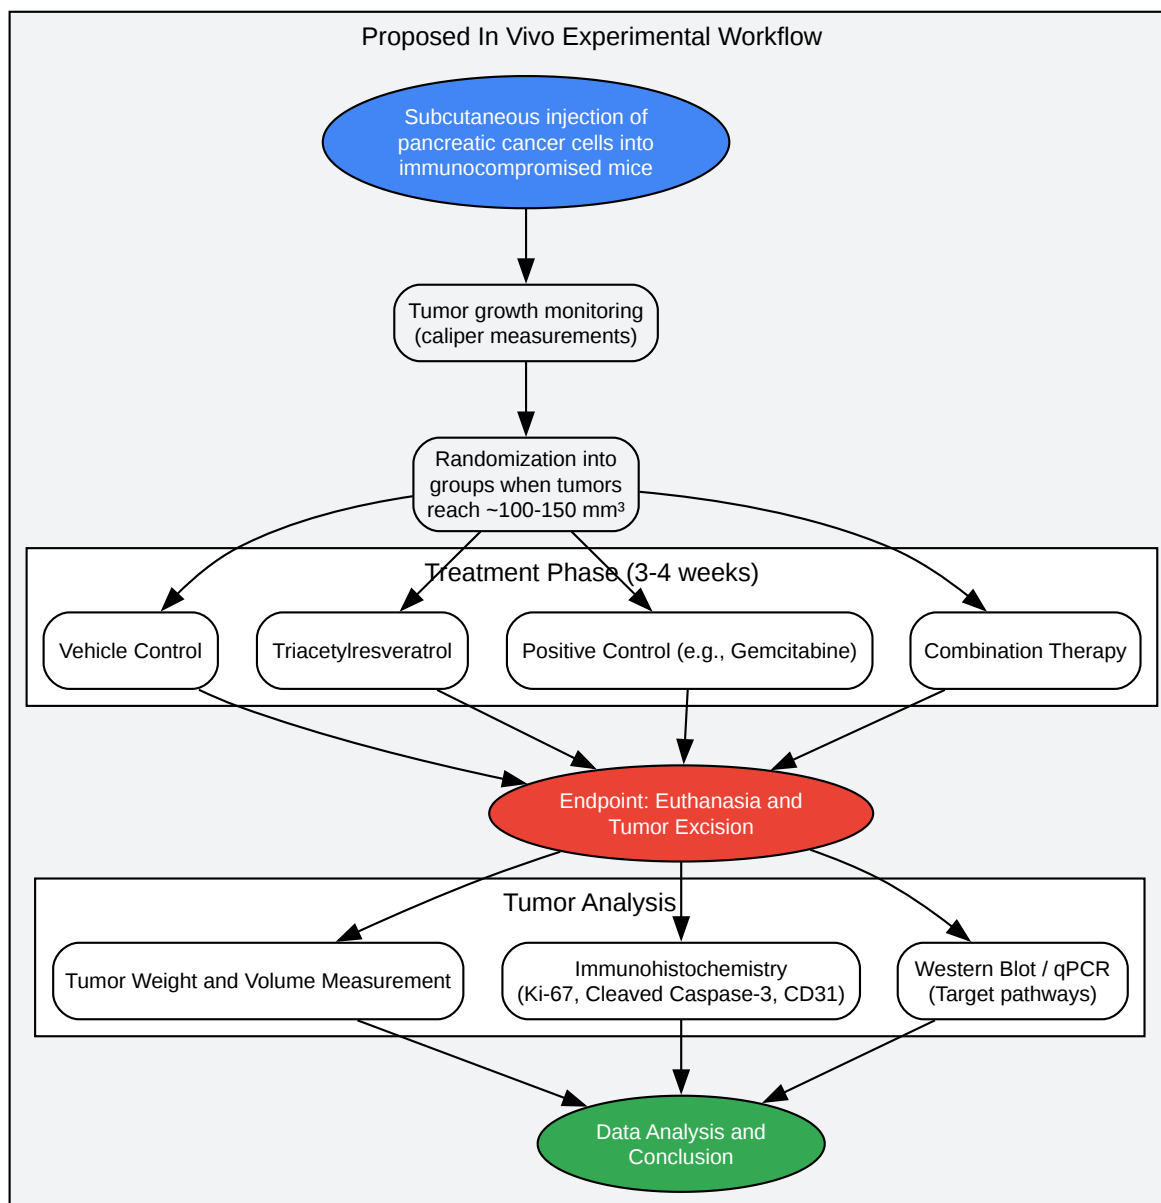 Proposed In Vivo Experimental Workflow
Subcutaneous injection of
pancreatic cancer cells into
immunocompromised mice
Tumor growth monitoring
(caliper measurements)
Randomization into
groups when tumors
reach ~100-150 mm³
Treatment Phase (3-4 weeks)
Vehicle Control
Triacetylresveratrol
Positive Control (e.g., Gemcitabine)
Combination Therapy
Endpoint: Euthanasia and
Tumor Excision
Tumor Analysis
Tumor Weight and Volume Measurement
Immunohistochemistry
(Ki-67, Cleaved Caspase-3, CD31)
Western Blot / qPCR
(Target pathways)
Data Analysis and
Conclusion